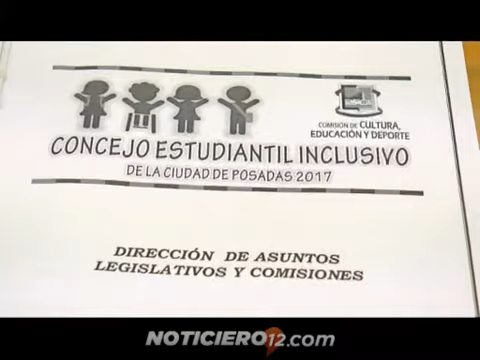 COMISIÓN DE CULTURA,
EDUCACIÓN Y DEPORTE
CONCEJO ESTUDIANTIL INCLUSIVO
DE LA CIUDAD DE POSADAS 2017
DIRECCIÓN DE ASUNTOS
LEGISLATIVOS Y COMISIONES
NOTICIERO12.com